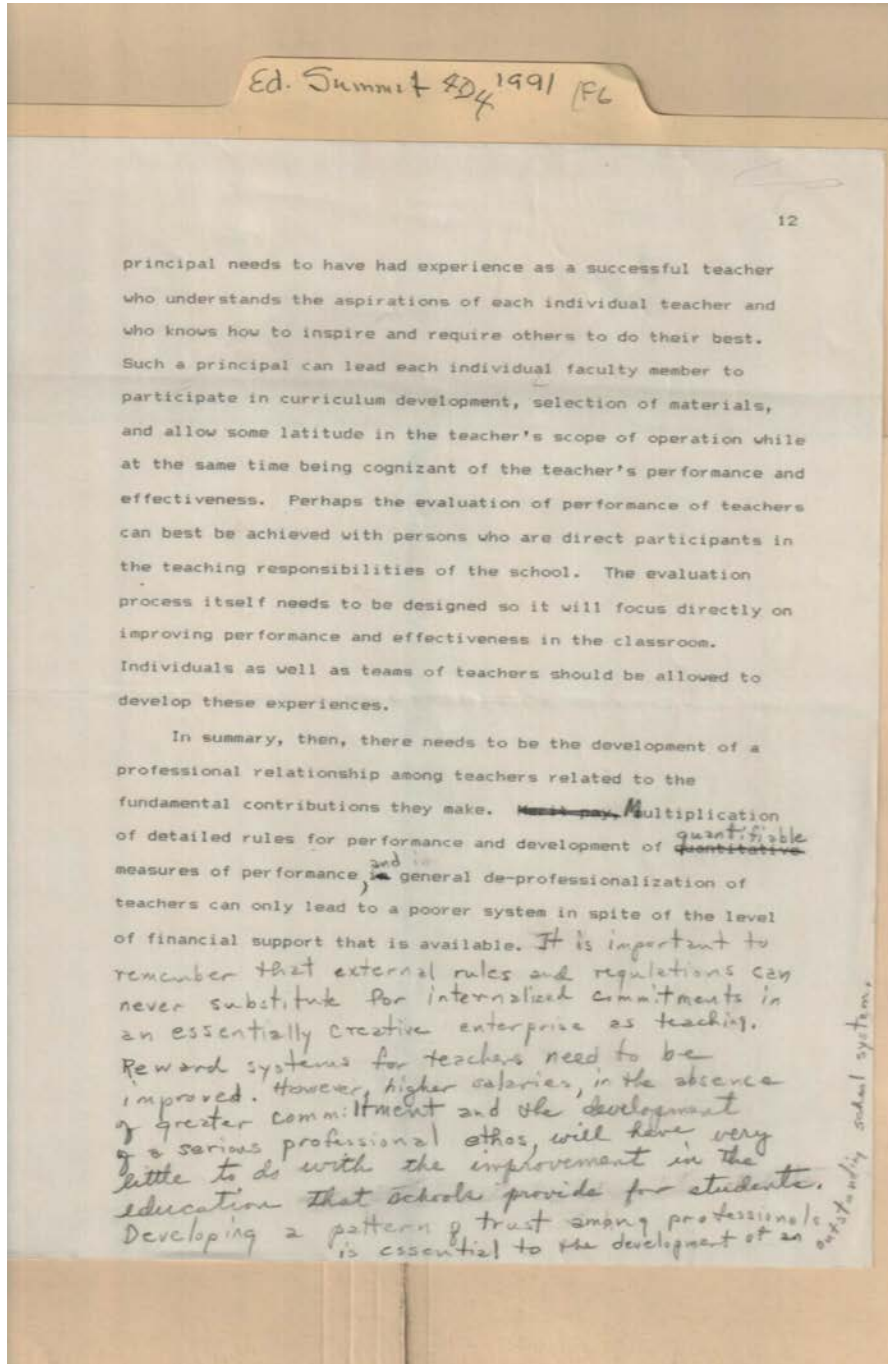 Ed. Summit 1991
12
principal needs to have had experience as a successful teacher
who understands the aspirations of each individual teacher and
who knows how to inspire and require others to do their best.
Such a principal can lead each individual faculty member to
participate in curriculum development, selection of materials,
and allow some latitude in the teacher's scope of operation while
at the same time being cognizant of the teacher's performance and
effectiveness. Perhaps the evaluation of performance of teachers
can best be achieved with persons who are direct participants in
the teaching responsibilities of the school. The evaluation
process itself needs to be designed so it will focus directly on
improving performance and effectiveness in the classroom.
Individuals as well as teams of teachers should be allowed to
develop these experiences.
In summary, then, there needs to be the development of a
professional relationship among teachers related to the
fundamental contributions they make. Merit pay, Multiplication
quantifiable
of detailed rules for performance and development of quantitative
and in
measures of performance, in general de-professionalization of
teachers can only lead to a poorer system in spite of the level
of financial support that is available. It is important to
remember that external rules and regulations can
never substitute for internalized commitments in
an essentially creative enterprise as teaching.
Reward systems for teachers need to be
improved. However, higher salaries, in the absence
of greater committment and the development
of a serious professional ethos, will have very
little to do with the improvement in the
education that schools provide for students.
Developing a pattern of trust among professionals
is essential to the development of an
outstanding school system.